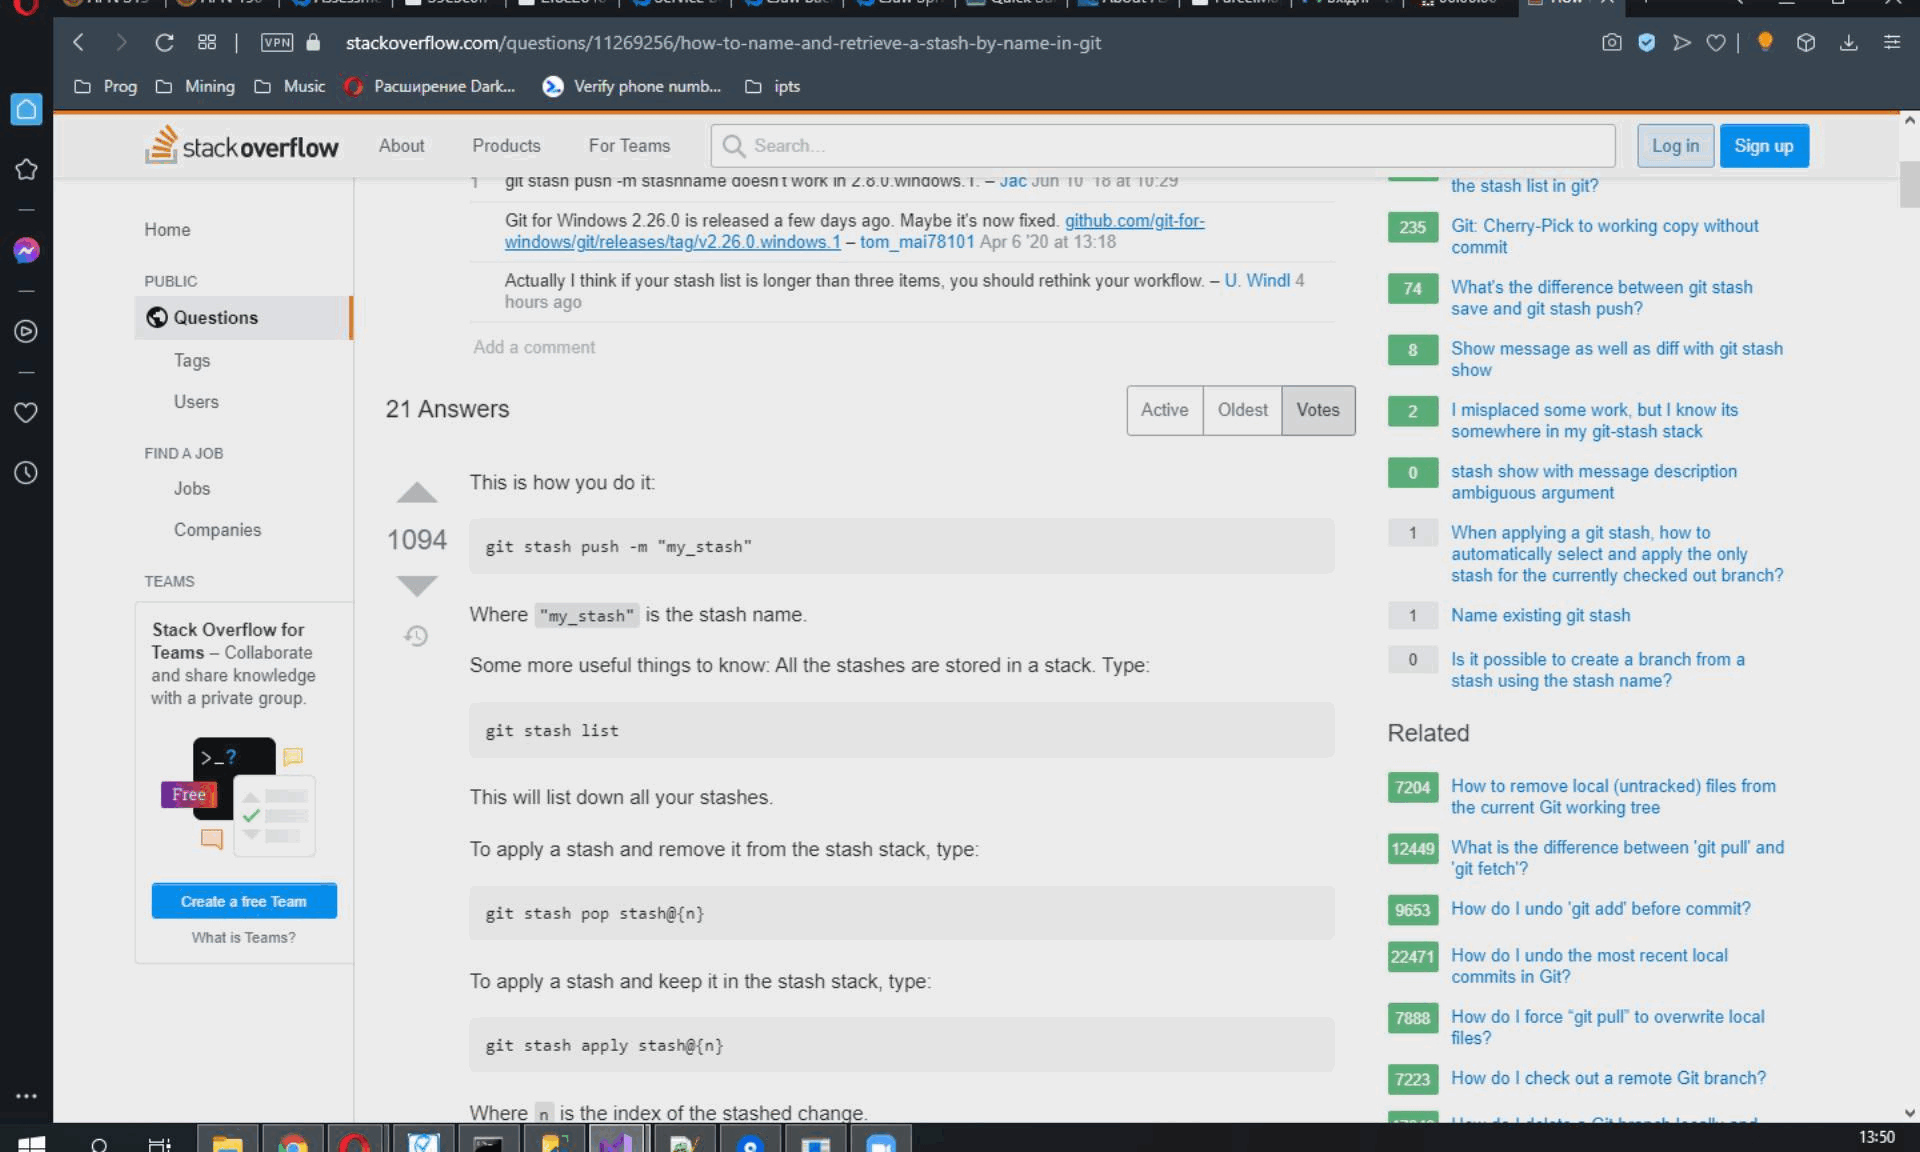 VPN
stackoverflow.com/questions/11269256/how-to-name-and-retrieve-a-stash-by-name-in-git
Prog
Mining
Music
Расширение Dark...
Verify phone numb...
ipts
stackoverflow
About
Products
For Teams
Search...
Log in
Sign up
Home
PUBLIC
Questions
Tags
Users
FIND A JOB
Jobs
Companies
TEAMS
Stack Overflow for
Teams – Collaborate
and share knowledge
with a private group.
>_?
Free
Create a free Team
What is Teams?
1 git stash push -m stashname doesn't work in 2.8.0.windows.1. – Jac Jun 10 '18 at 10:29
Git for Windows 2.26.0 is released a few days ago. Maybe it's now fixed. github.com/git-for-
windows/git/releases/tag/v2.26.0.windows.1 – tom_mai78101 Apr 6 '20 at 13:18
Actually I think if your stash list is longer than three items, you should rethink your workflow. – U. Windl 4
hours ago
Add a comment
21 Answers
Active
Oldest
Votes
1094
This is how you do it:
git stash push -m "my_stash"
Where "my_stash" is the stash name.
Some more useful things to know: All the stashes are stored in a stack. Type:
git stash list
This will list down all your stashes.
To apply a stash and remove it from the stash stack, type:
git stash pop stash@{n}
To apply a stash and keep it in the stash stack, type:
git stash apply stash@{n}
Where n is the index of the stashed change.
the stash list in git?
235 Git: Cherry-Pick to working copy without
commit
74 What's the difference between git stash
save and git stash push?
8 Show message as well as diff with git stash
show
2 I misplaced some work, but I know its
somewhere in my git-stash stack
0 stash show with message description
ambiguous argument
1 When applying a git stash, how to
automatically select and apply the only
stash for the currently checked out branch?
1 Name existing git stash
0 Is it possible to create a branch from a
stash using the stash name?
Related
7204 How to remove local (untracked) files from
the current Git working tree
12449 What is the difference between 'git pull' and
'git fetch'?
9653 How do I undo 'git add' before commit?
22471 How do I undo the most recent local
commits in Git?
7888 How do I force “git pull” to overwrite local
files?
7223 How do I check out a remote Git branch?
13:50